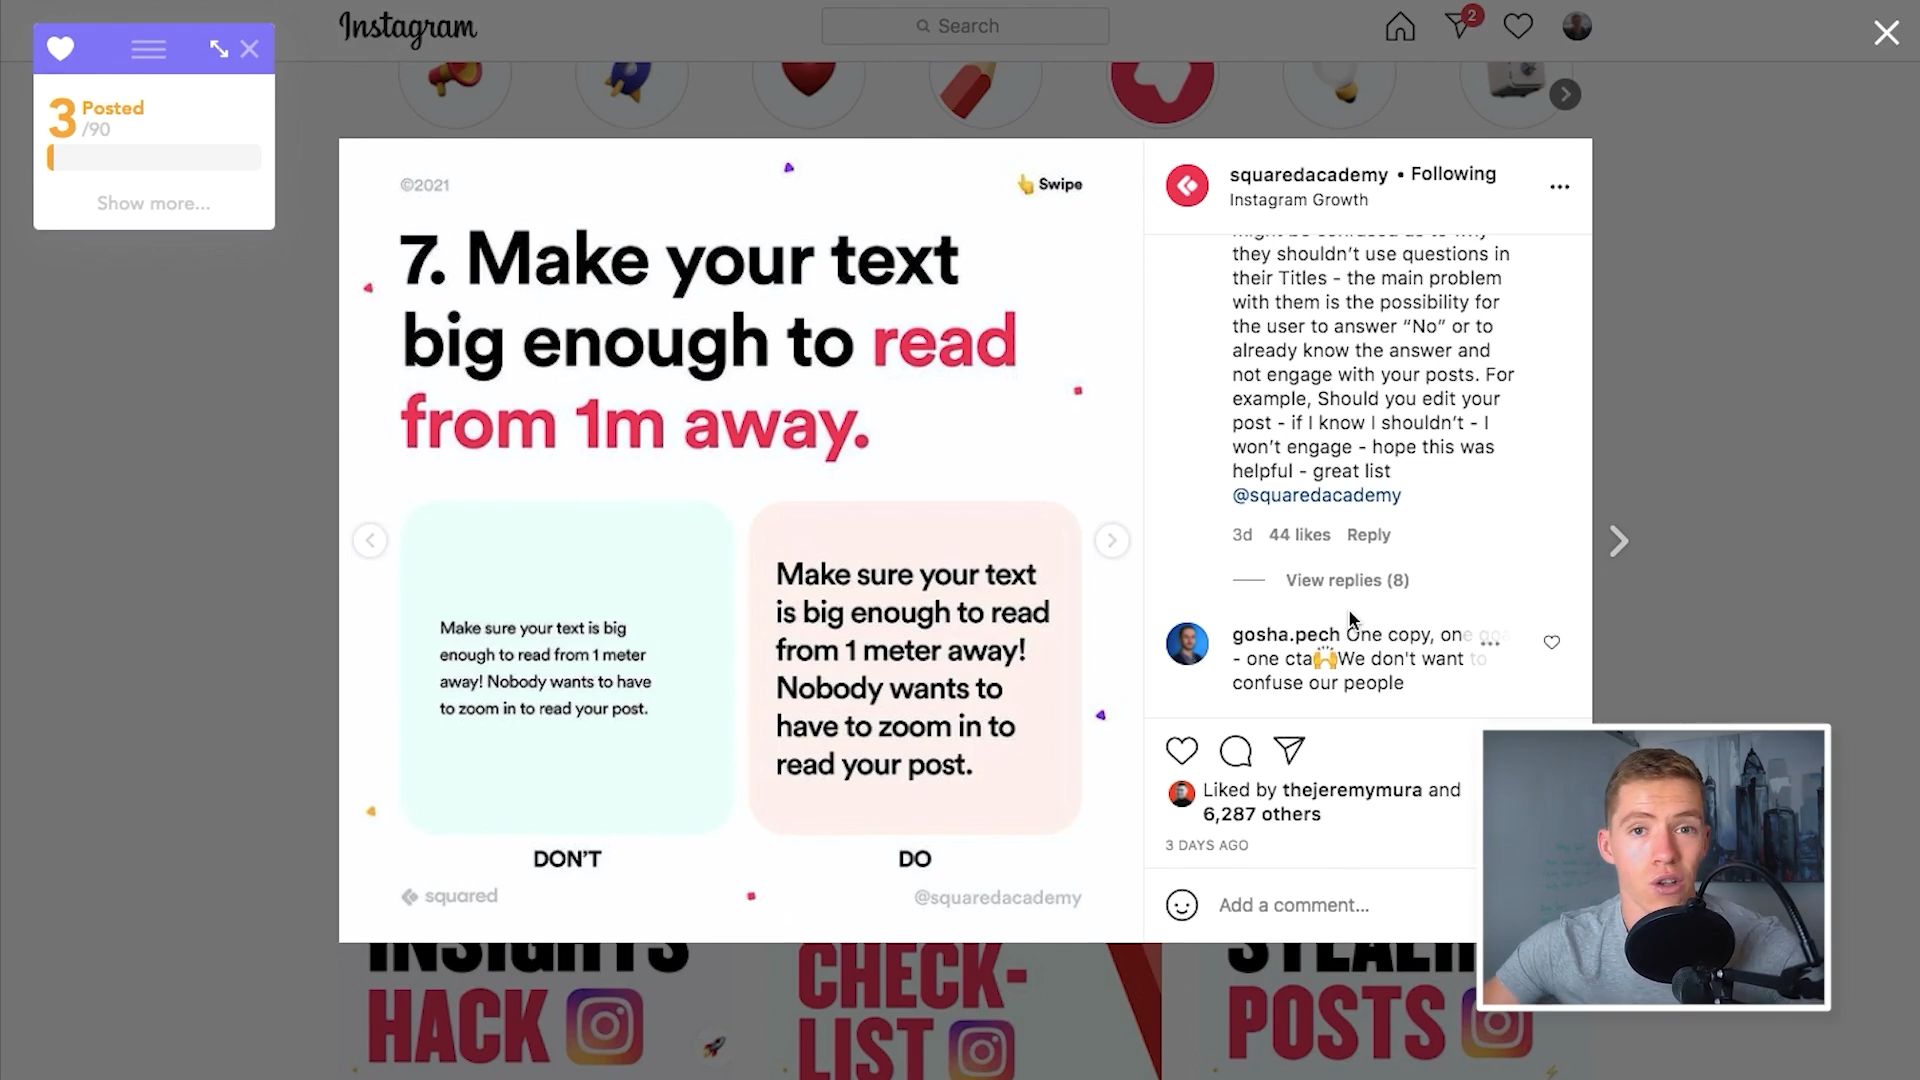 Instagram
Search
2
3 Posted
/90
Show more...
©2021
Swipe
7. Make your text
big enough to read
from 1m away.
Make sure your text is big
enough to read from 1 meter
away! Nobody wants to have
to zoom in to read your post.
Make sure your text
is big enough to read
from 1 meter away!
Nobody wants to
have to zoom in to
read your post.
DON'T
DO
squared
@squaredacademy
squaredacademy • Following
Instagram Growth
they shouldn't use questions in
their Titles - the main problem
with them is the possibility for
the user to answer “No” or to
already know the answer and
not engage with your posts. For
example, Should you edit your
post - if I know I shouldn't - I
won't engage - hope this was
helpful - great list
@squaredacademy
3d 44 likes Reply
View replies (8)
gosha.pech One copy, one
- one cta🙌We don't want to
confuse our people
Liked by thejeremymura and
6,287 others
3 DAYS AGO
Add a comment...
INSIGHTS
HACK
CHECK-
LIST
POSTS